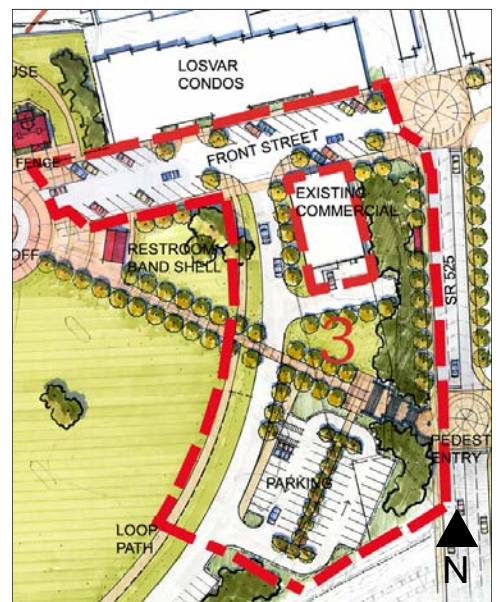 LOSVAR
CONDOS
USE
FRONT STREET
FENCE
EXISTING
COMMERCIAL
RESTROOM/
BAND SHELL
OFF
SR 525
3
PEDEST
ENTRY
PARKING
LOOP
PATH
N